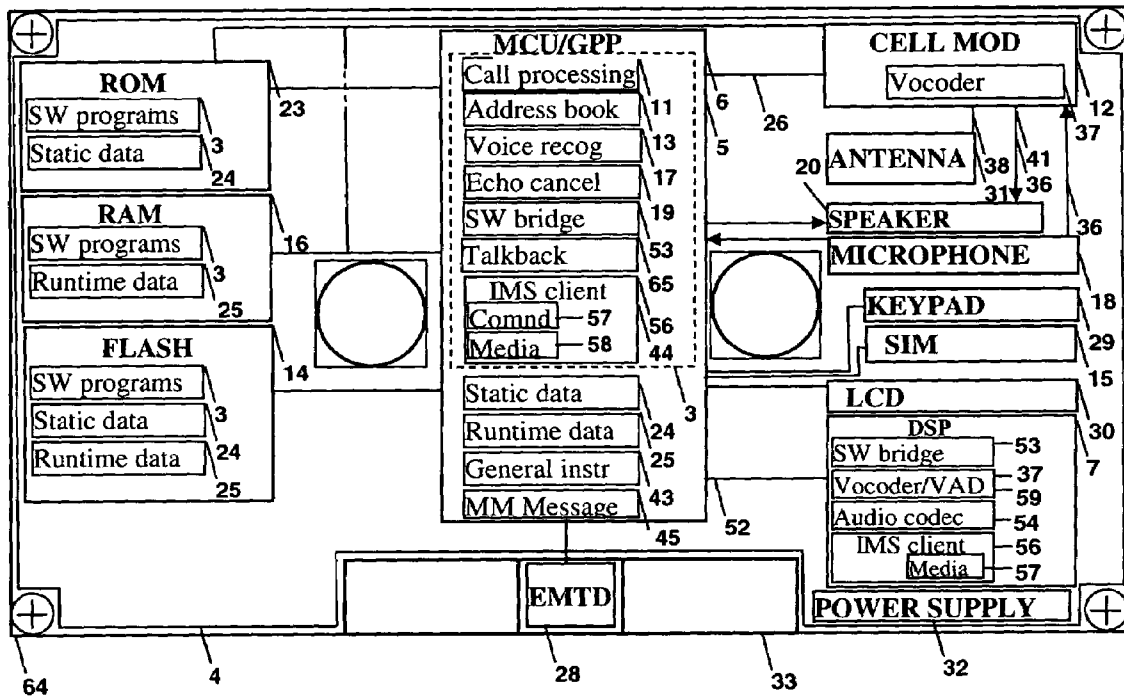 ROM
SW programs
3
Static data
24
23
RAM
SW programs
3
Runtime data
25
16
FLASH
SW programs
3
Static data
24
Runtime data
25
14
MCU/GPP
Call processing
11
Address book
13
Voice recog
17
Echo cancel
19
SW bridge
53
Talkback
65
IMS client
56
Comnd
57
Media
58
44
3
Static data
24
Runtime data
25
General instr
43
MM Message
45
6
5
26
52
CELL MOD
Vocoder
12
37
ANTENNA
38
31
41
36
20
SPEAKER
36
MICROPHONE
18
KEYPAD
29
SIM
15
LCD
30
DSP
7
SW bridge
53
Vocoder/VAD
37
59
Audio codec
54
IMS client
56
Media
57
POWER SUPPLY
32
EMTD
28
33
4
64